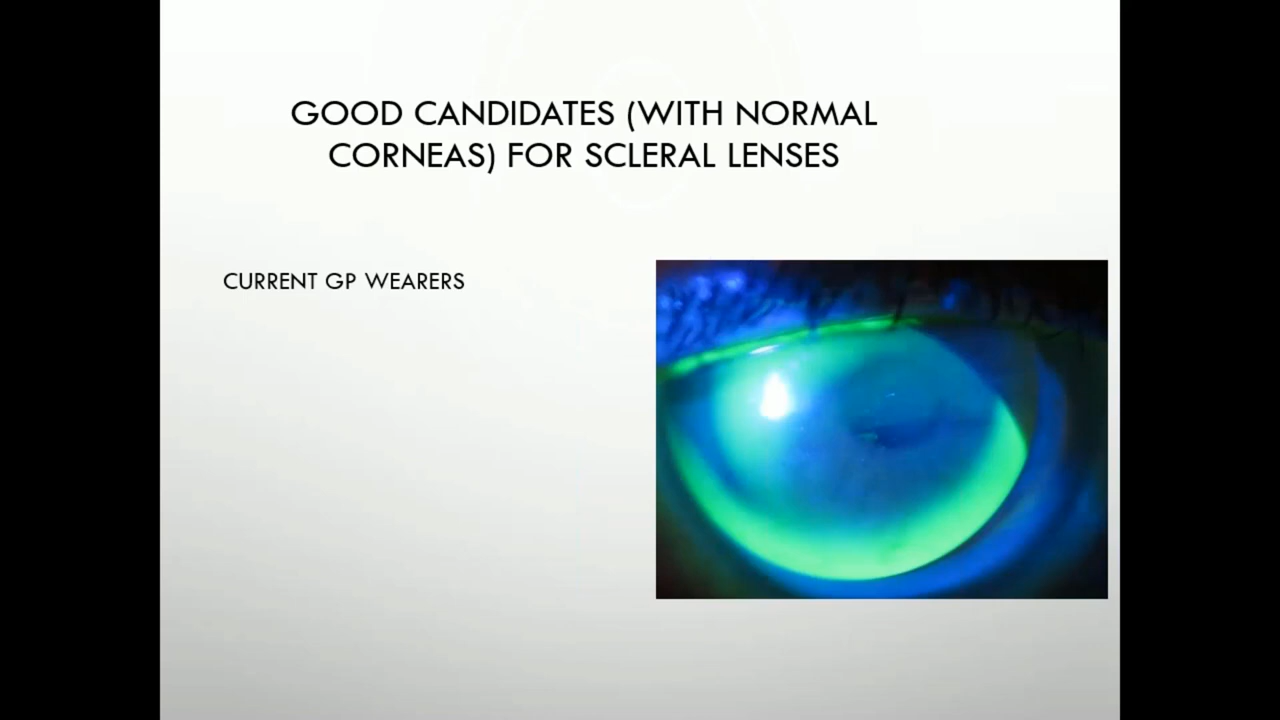 GOOD CANDIDATES (WITH NORMAL
CORNEAS) FOR SCLERAL LENSES
CURRENT GP WEARERS